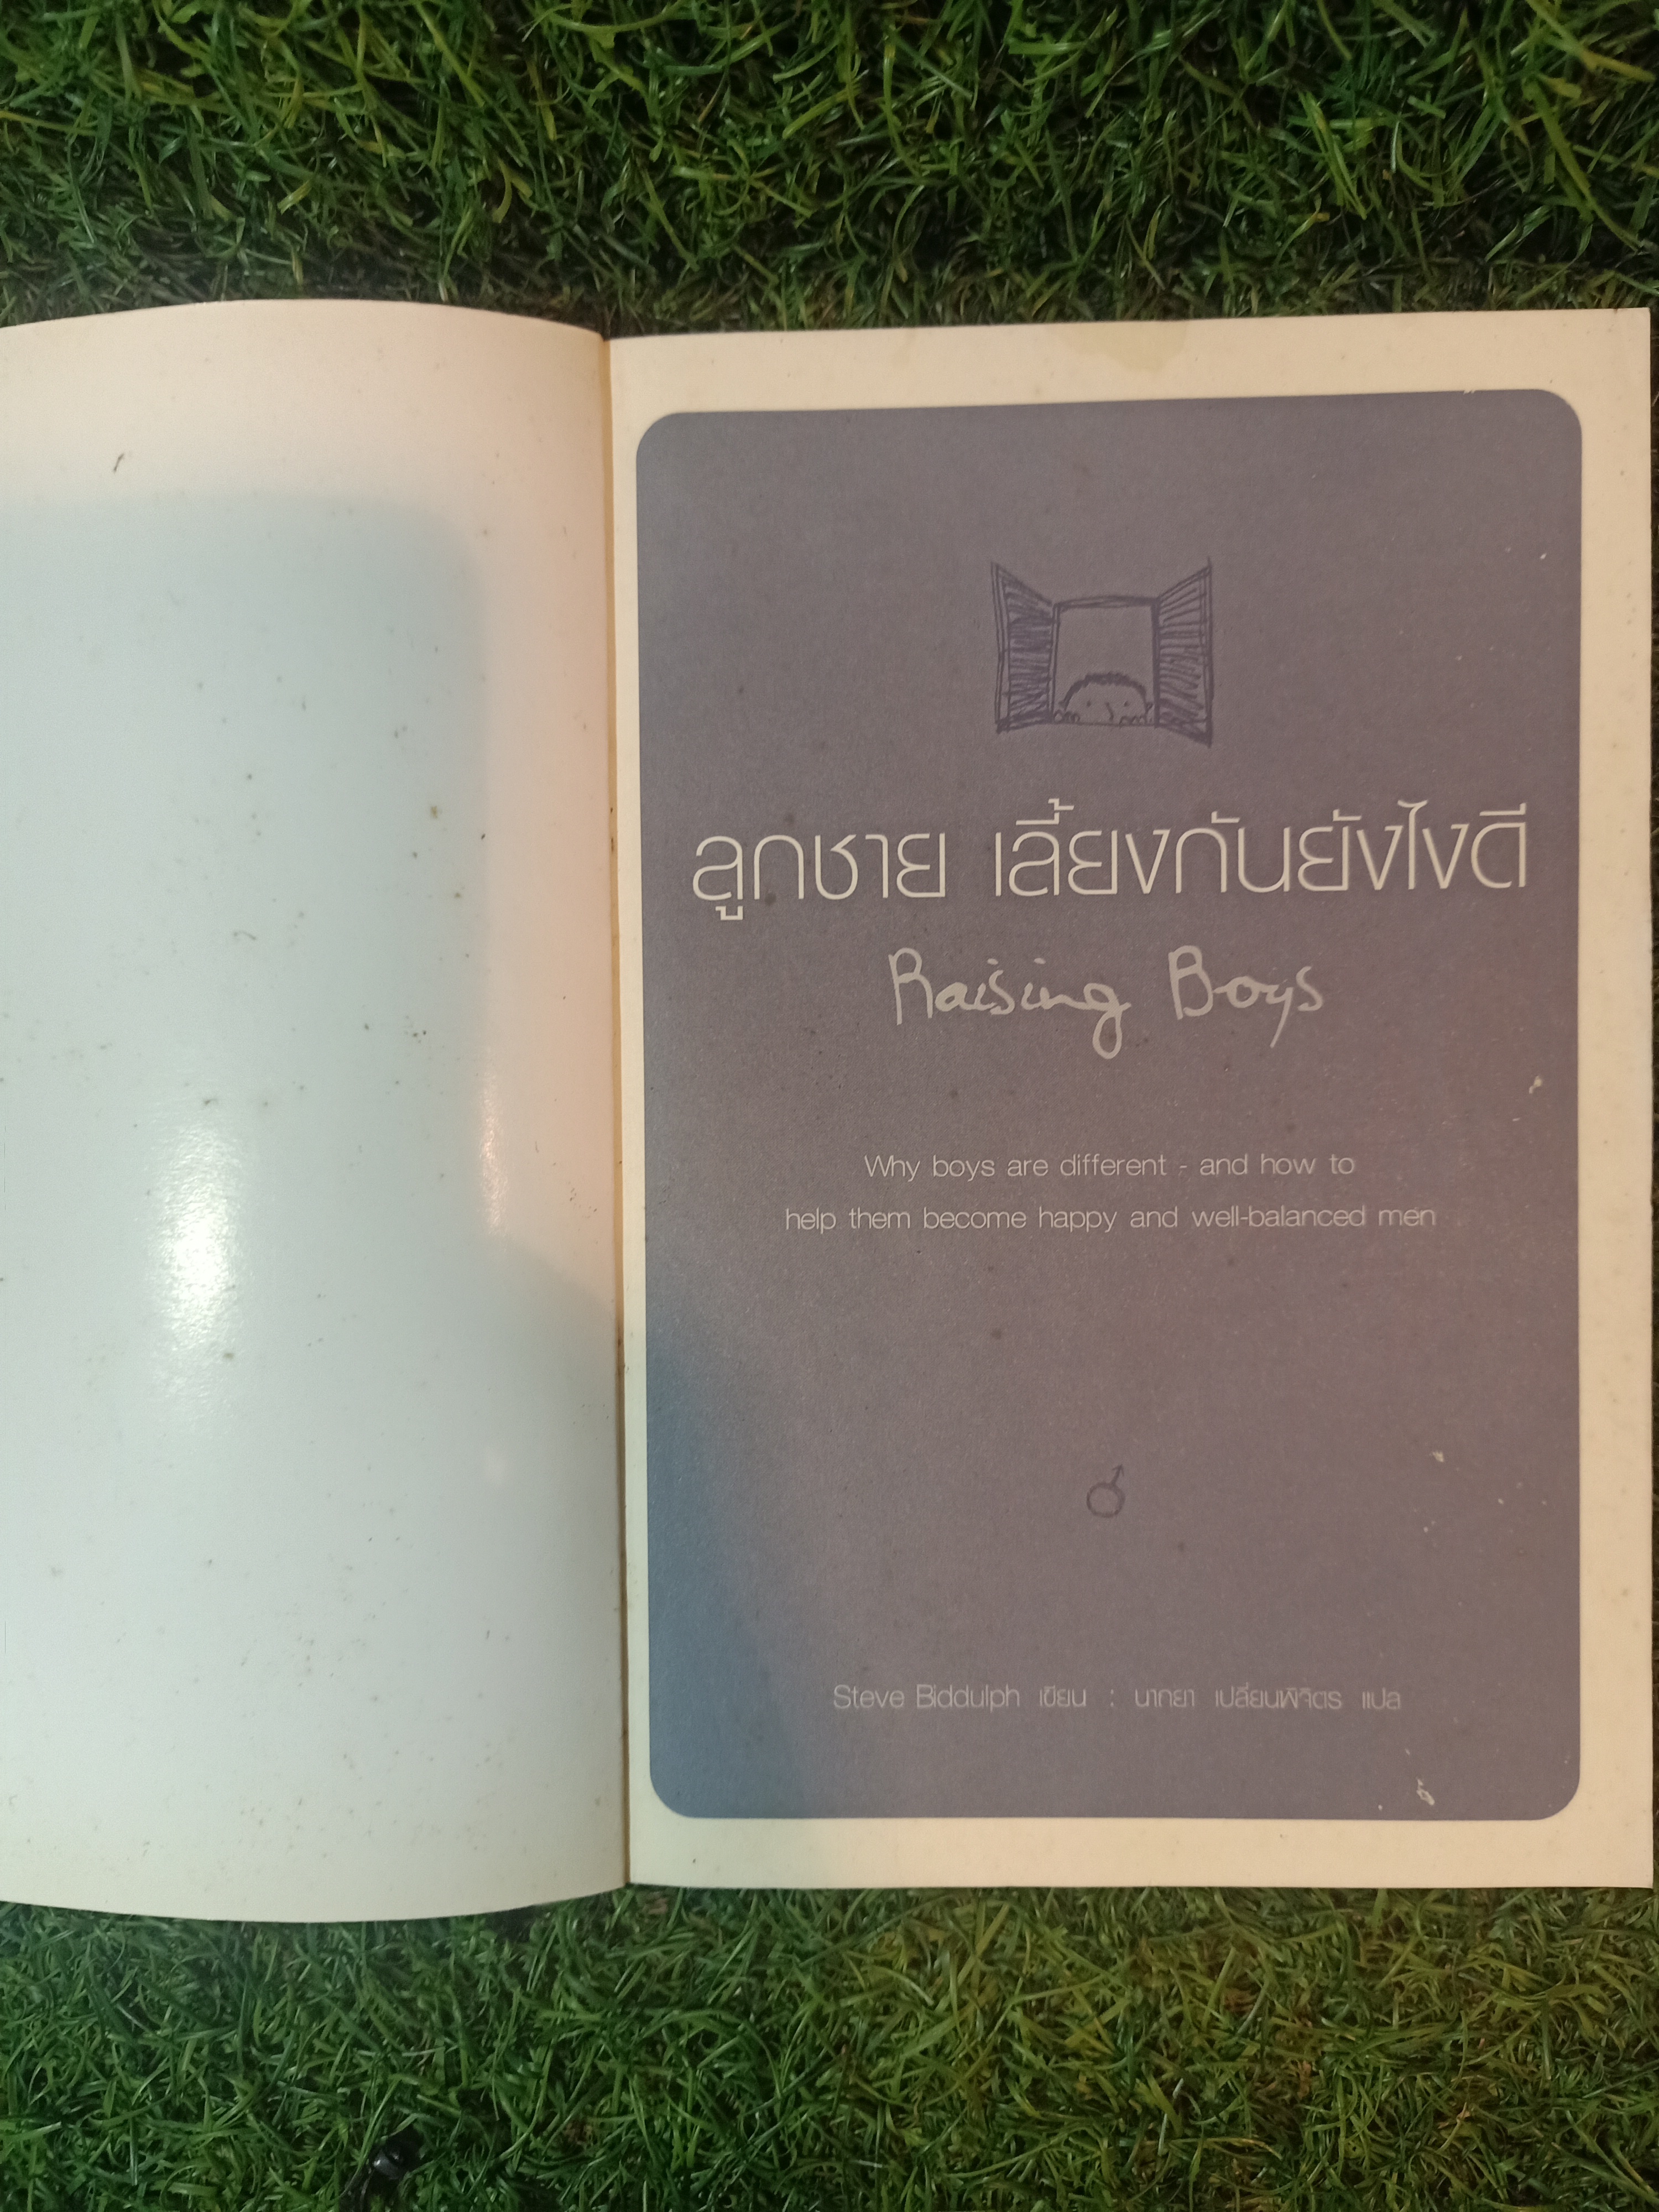 ลูกชาย เลี้ยงกันยังไงดี
Raising Boys
Why boys are different - and how to
help them become happy and well-balanced men
Steve Biddulph เขียน : นาถยา เปลี่ยนพิจิตร แปล